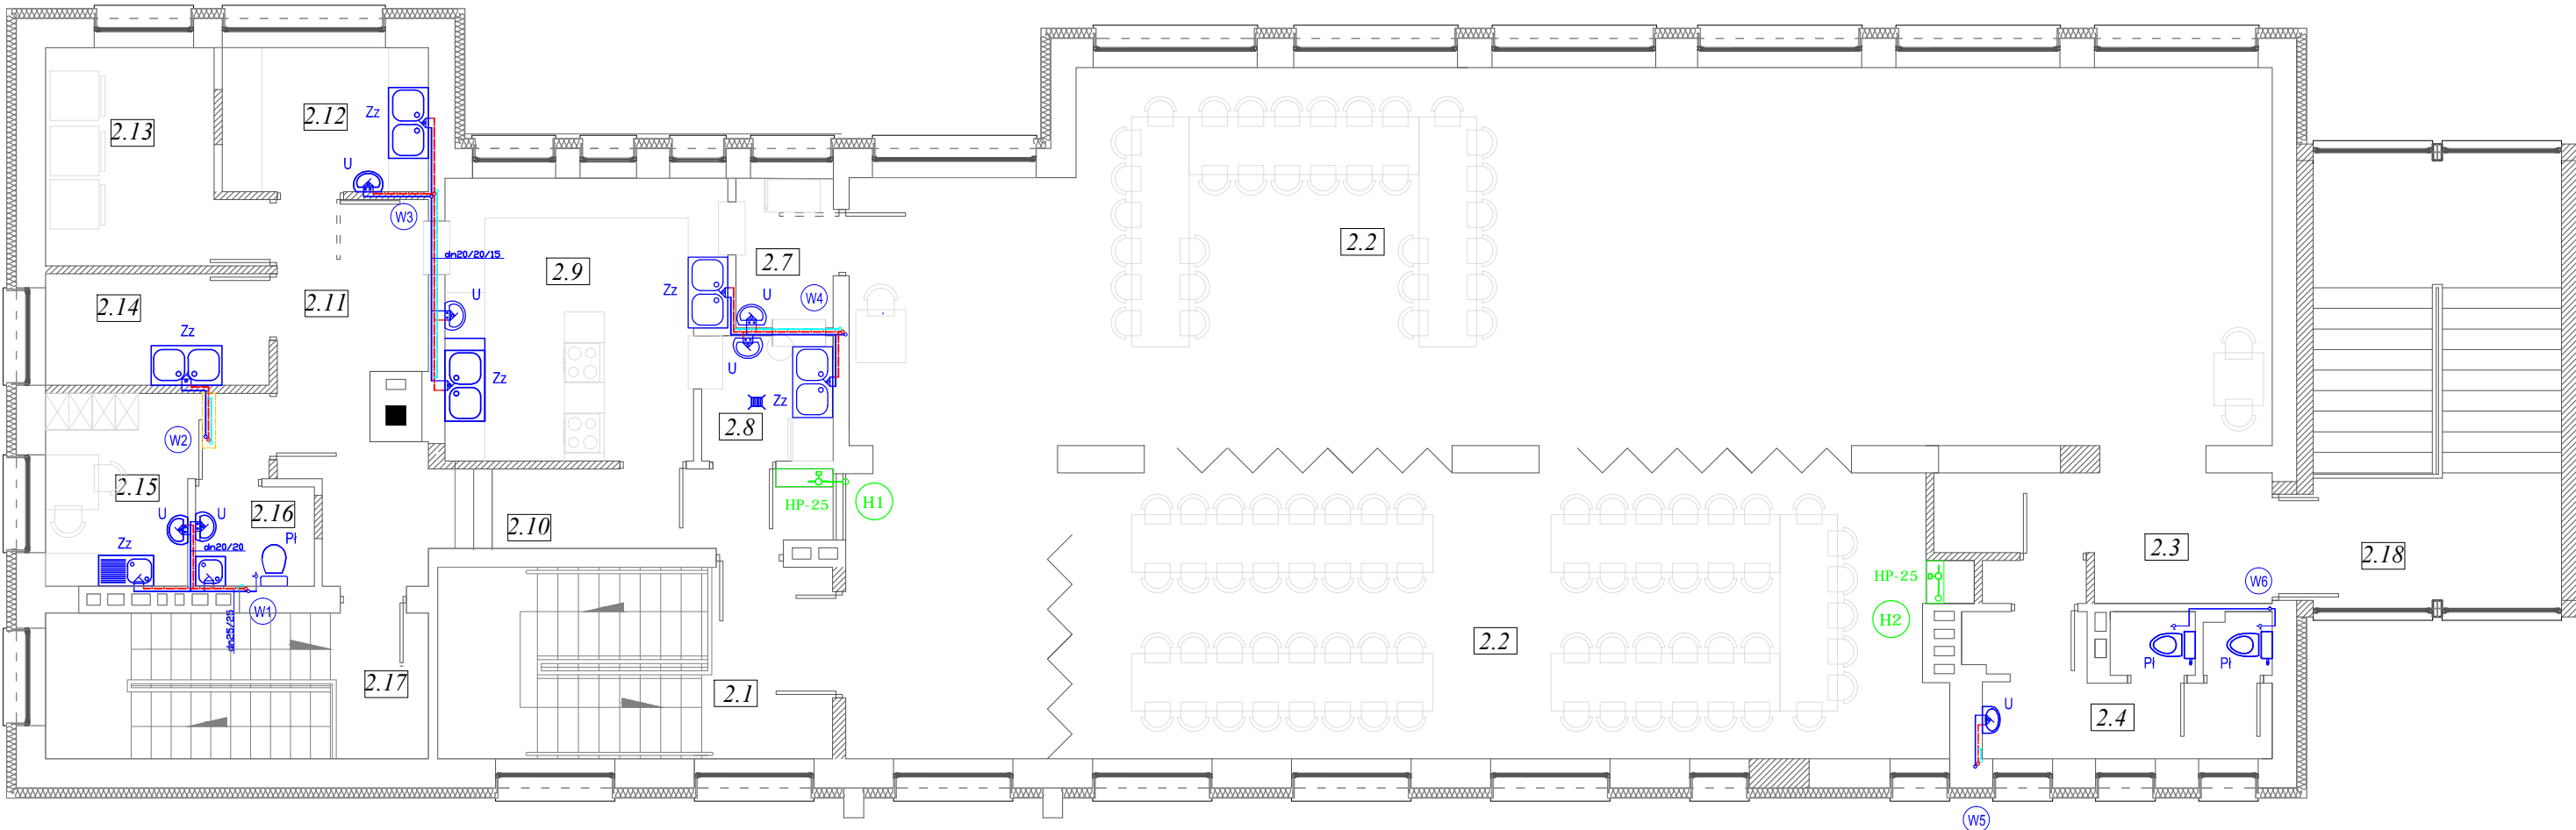 2.13
2.12
Zz
U
W3
dn20/20/15
2.14
2.11
Zz
2.9
U
Zz
Zz
2.7
U
W4
U
Zz
2.8
2.2
W2
2.15
U
U
2.16
Zz
dn20/20
Pł
W1
dn25/25
2.10
HP-25
H1
2.17
2.1
2.2
HP-25
H2
2.3
W6
2.18
Pł
Pł
U
2.4
W5